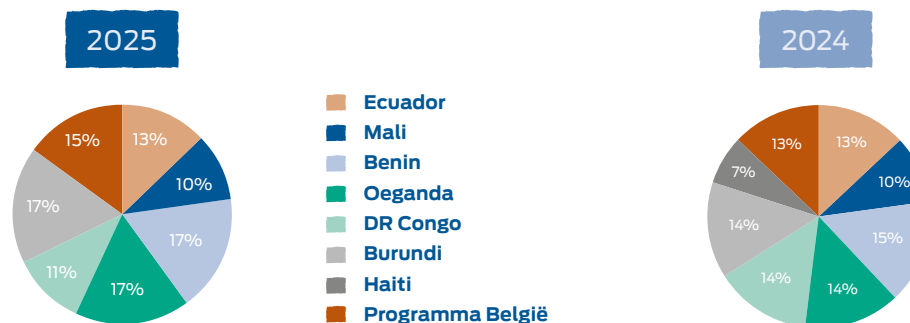 2025
15%
13%
10%
17%
17%
11%
17%
Ecuador
Mali
Benin
Oeganda
DR Congo
Burundi
Haiti
Programma België
2024
13%
13%
10%
7%
14%
15%
14%
14%